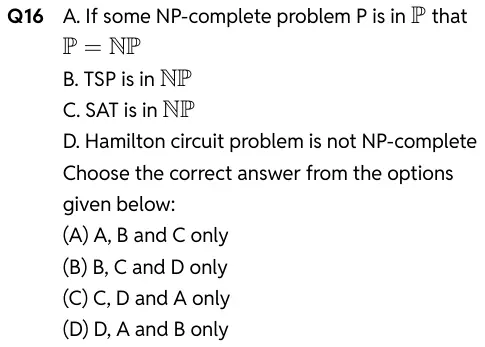 Q16 A. If some NP-complete problem P is in ℙ that
ℙ = ℕℙ
B. TSP is in ℕℙ
C. SAT is in ℕℙ
D. Hamilton circuit problem is not NP-complete
Choose the correct answer from the options
given below:
(A) A, B and C only
(B) B, C and D only
(C) C, D and A only
(D) D, A and B only